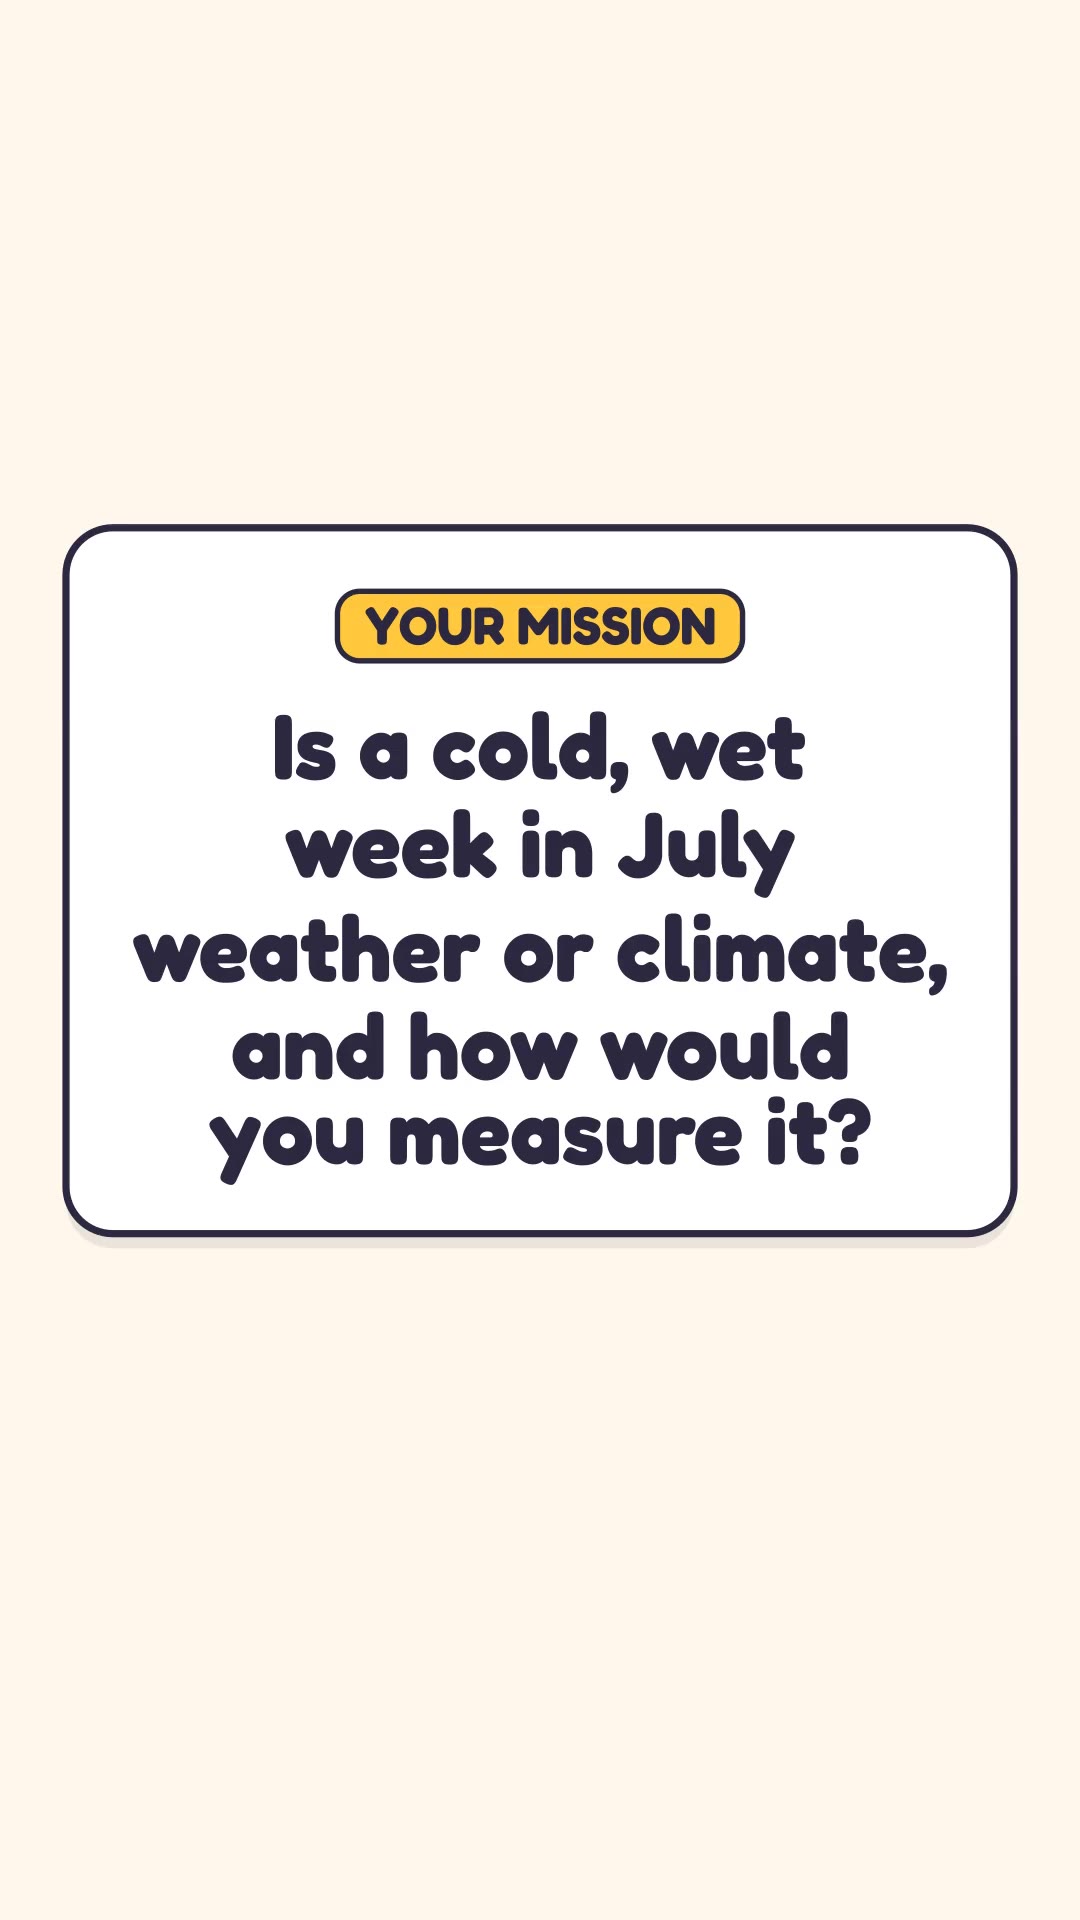 YOUR MISSION
Is a cold, wet
week in July
weather or climate,
and how would
you measure it?